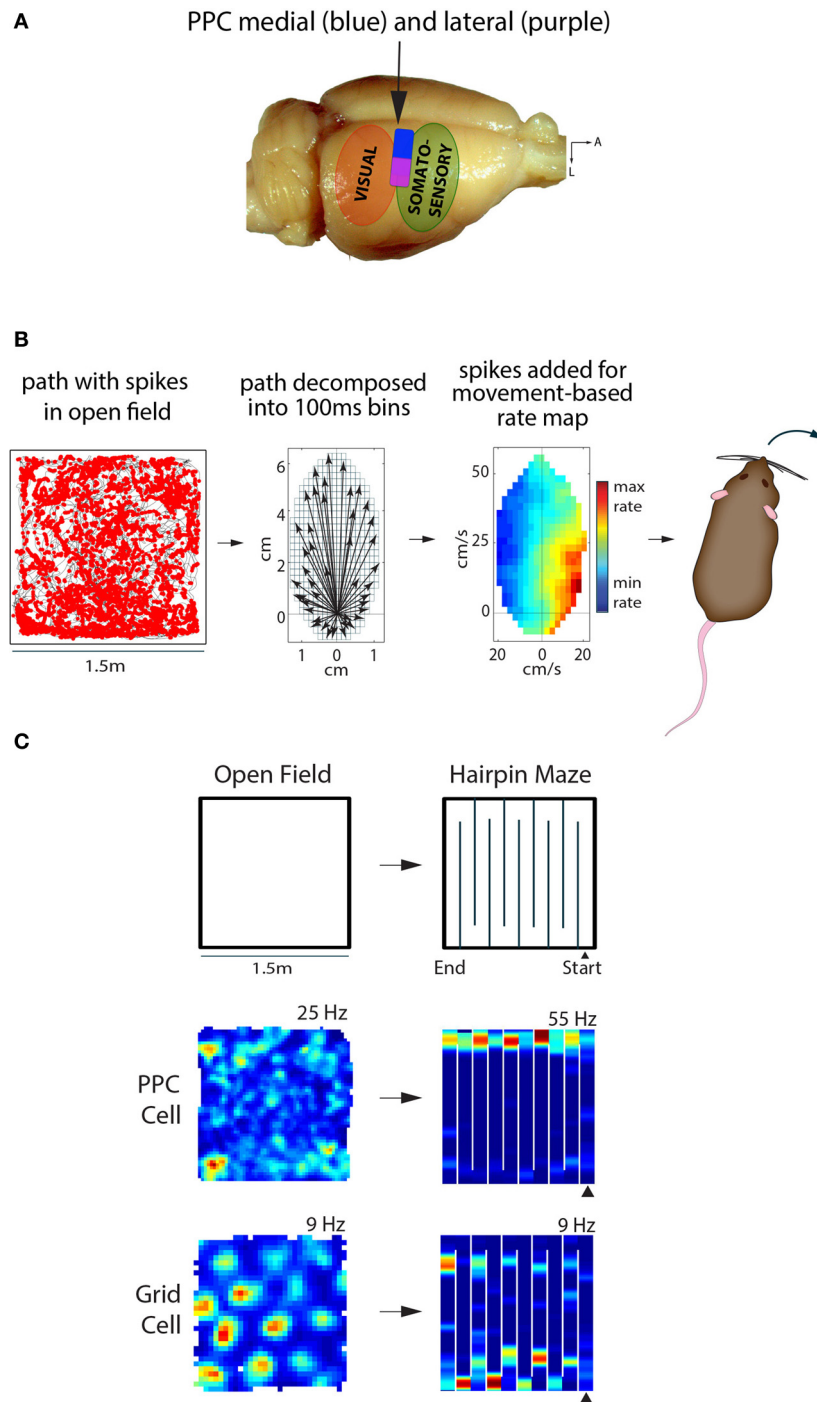 A
PPC medial (blue) and lateral (purple)
VISUAL
SOMATO-
SENSORY
A
L
B
path with spikes
in open field
path decomposed
into 100ms bins
spikes added for
movement-based
rate map
6
4
2
0
cm
1 0 1
cm
1.5m
50
25
0
cm/s
20 0 20
cm/s
max
rate
min
rate
C
Open Field
Hairpin Maze
1.5m
End
Start
25 Hz
55 Hz
PPC
Cell
9 Hz
9 Hz
Grid
Cell